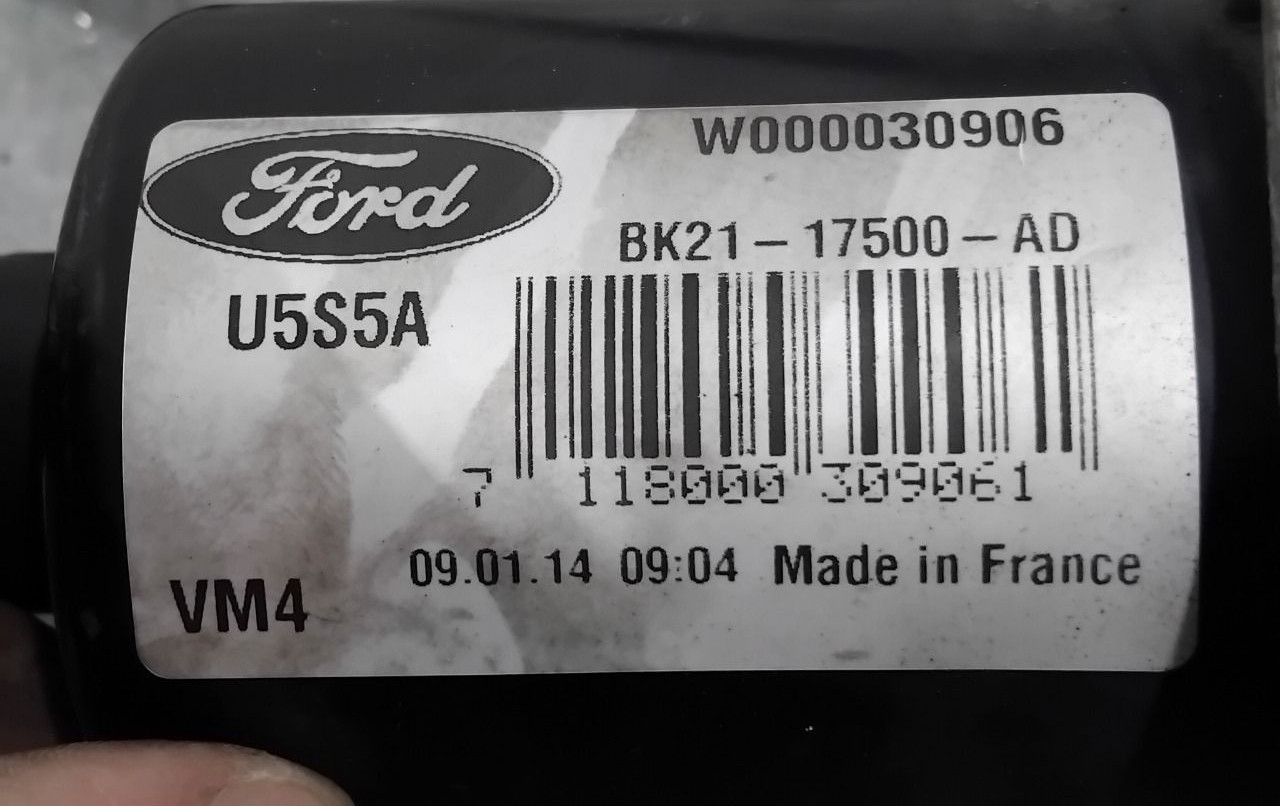 W000030906
Ford
BK21 – 17500 – AD
U5S5A
7 118000 309061
09.01.14 09:04 Made in France
VM4